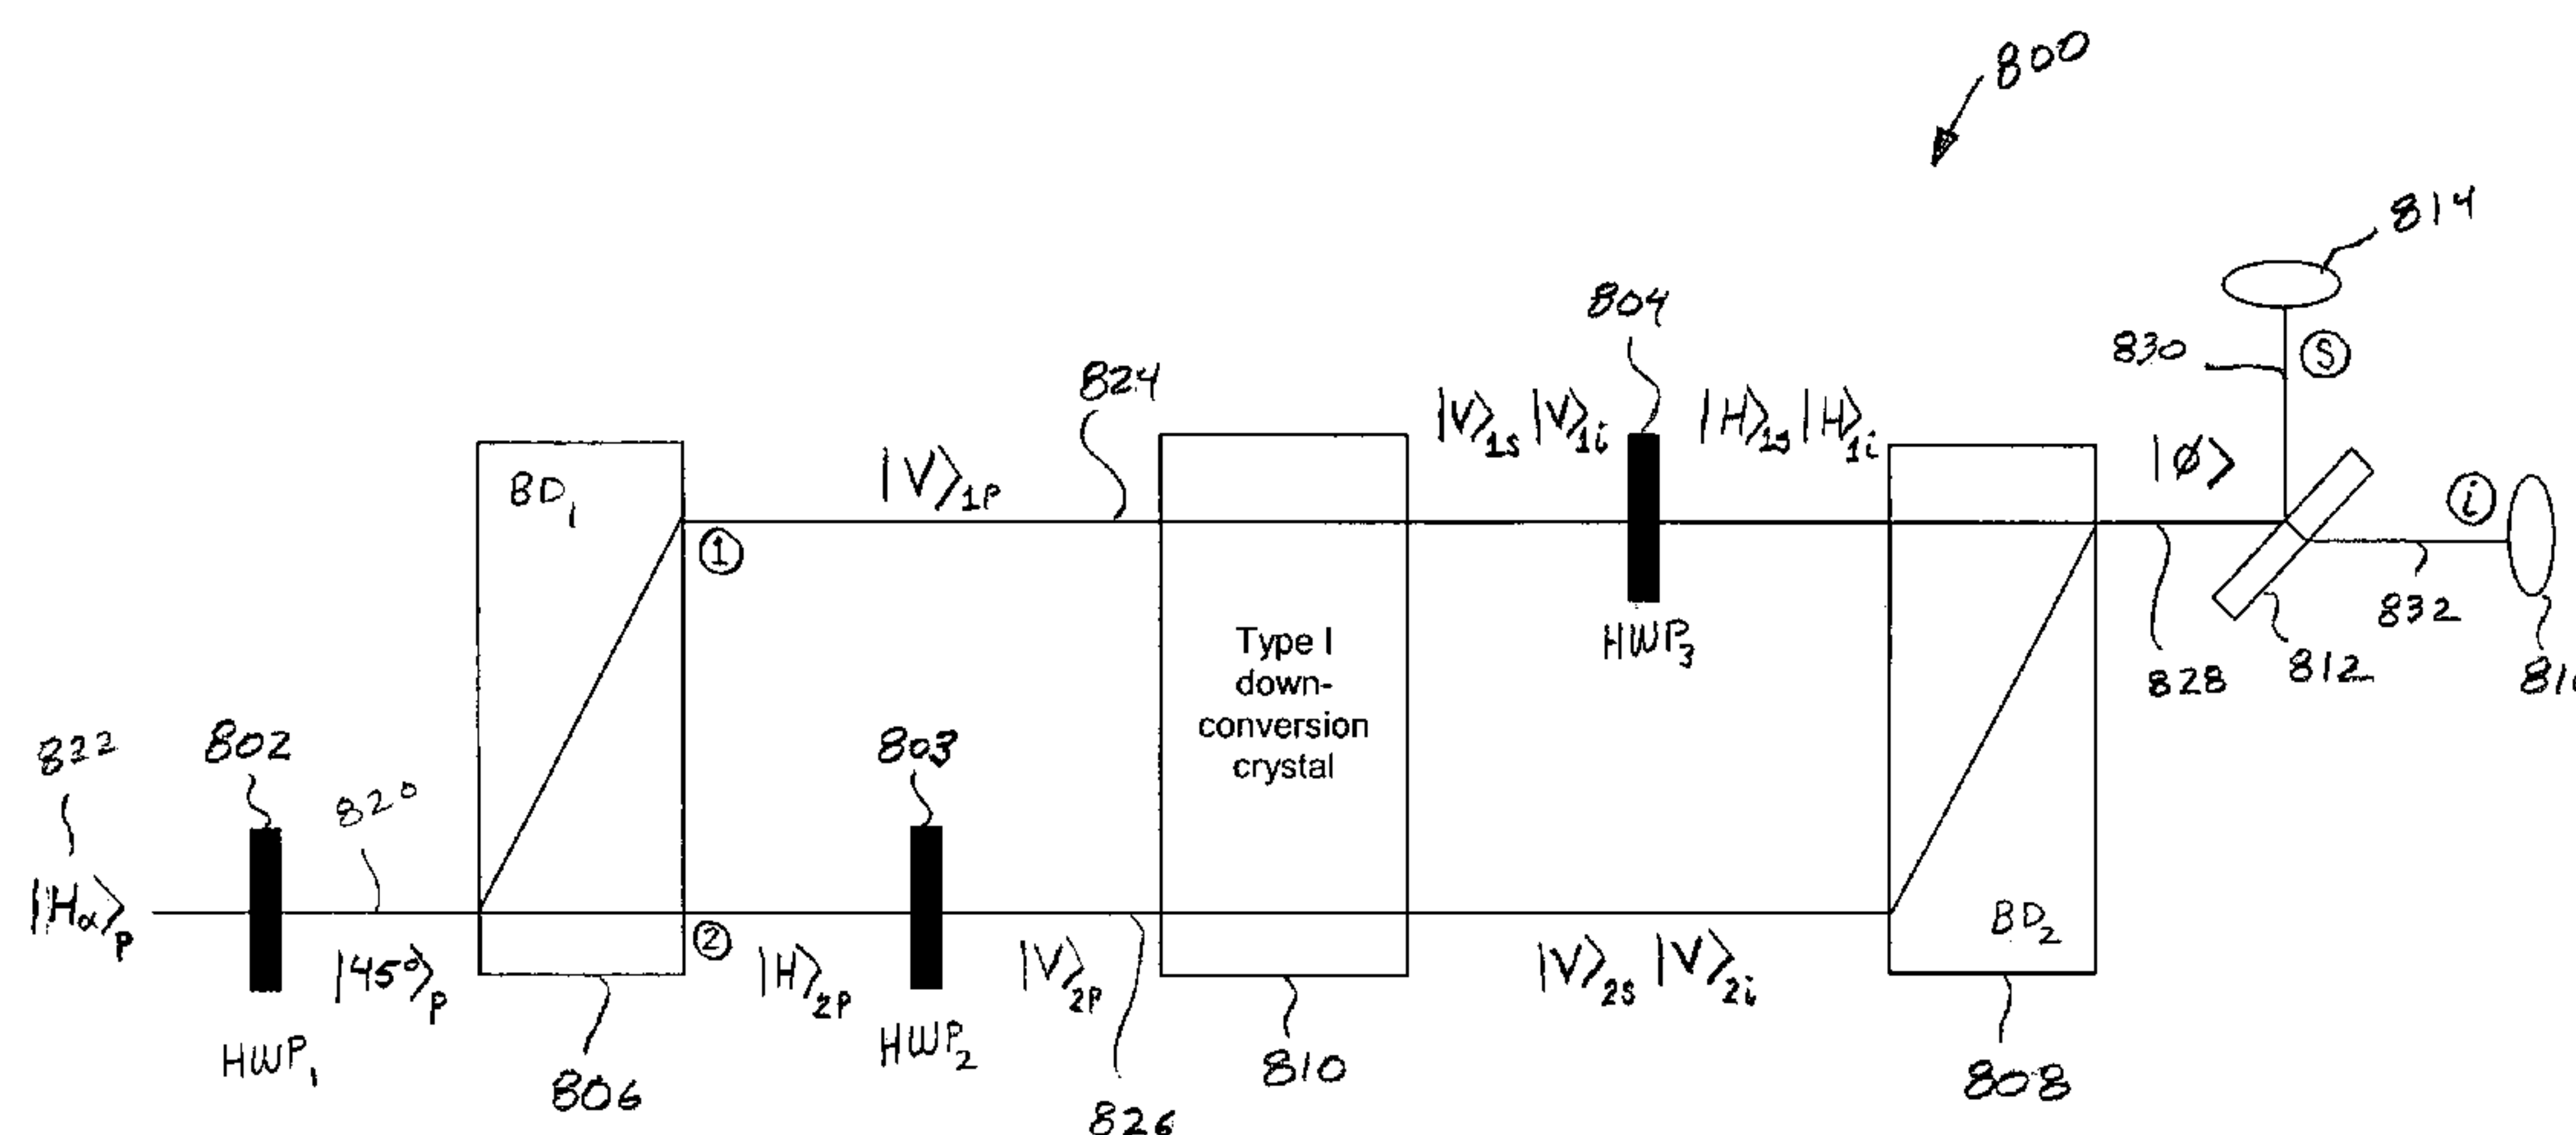 800
814
804
830 Ⓢ
824
|V⟩1s |V⟩1i
|H⟩1s |H⟩1i
|ø⟩
ⓘ
BD1
|V⟩1P
①
Type I
down-
conversion
crystal
HWP3
832
828
812
822
802
820
803
|Hα⟩P
|45°⟩P
②
|H⟩2P
|V⟩2P
|V⟩2s |V⟩2i
BD2
HWP1
806
HWP2
826
810
808